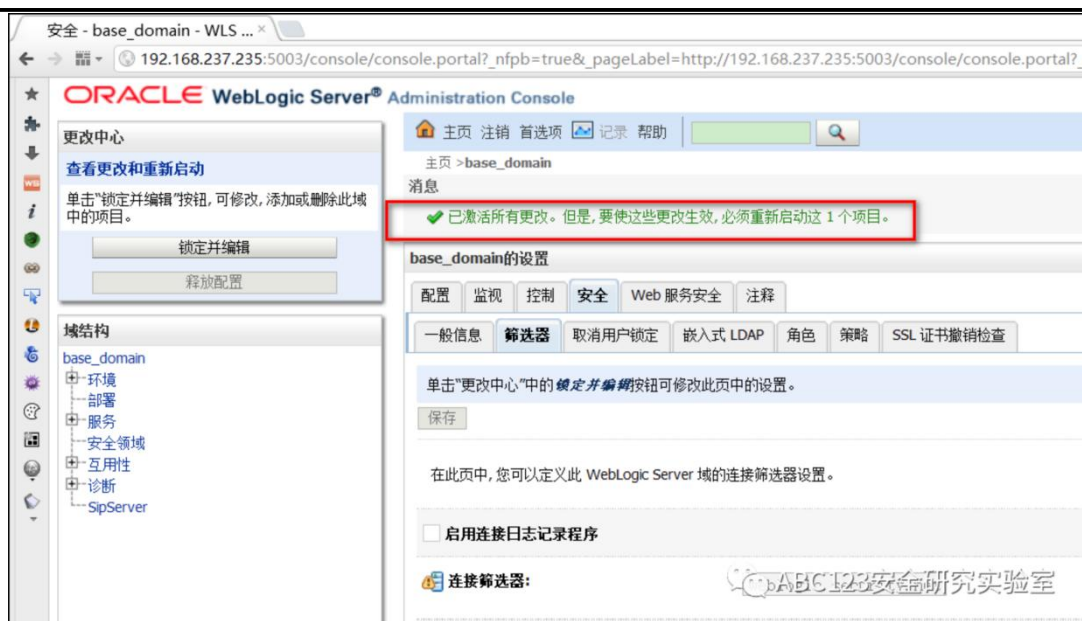 安全 - base_domain - WLS ... ×
192.168.237.235:5003/console/console.portal?_nfpb=true&_pageLabel=http://192.168.237.235:5003/console/console.portal?_
ORACLE WebLogic Server® Administration Console
更改中心
查看更改和重新启动
单击“锁定并编辑”按钮, 可修改, 添加或删除此域
中的项目。
锁定并编辑
释放配置
域结构
base_domain
环境
部署
服务
安全领域
互用性
诊断
SipServer
主页 注销 首选项 记录 帮助
主页 >base_domain
消息
已激活所有更改。但是, 要使这些更改生效, 必须重新启动这 1 个项目。
base_domain的设置
配置 监视 控制 安全 Web 服务安全 注释
一般信息 筛选器 取消用户锁定 嵌入式 LDAP 角色 策略 SSL 证书撤销检查
单击“更改中心”中的锁定并编辑按钮可修改此页中的设置。
保存
在此页中, 您可以定义此 WebLogic Server 域的连接筛选器设置。
启用连接日志记录程序
连接筛选器:
ABC123安全研究实验室